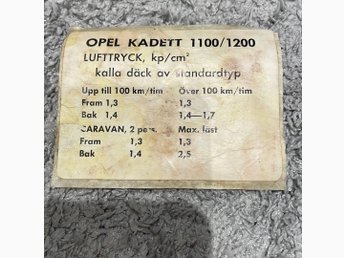 OPEL KADETT 1100/1200
LUFTTRYCK, kp/cm²
kalla däck av standardtyp
Upp till 100 km/tim Över 100 km/tim
Fram 1,3 1,3
Bak 1,4 1,4—1,7
CARAVAN, 2 pers. Max. last
Fram 1,3 1,3
Bak 1,4 2,5